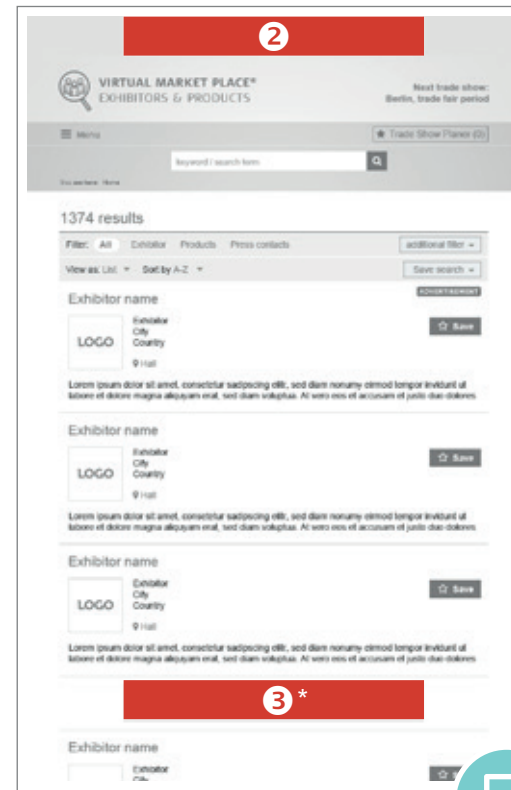 2
VIRTUAL MARKET PLACE®
EXHIBITORS & PRODUCTS
Next trade show:
Berlin, trade fair period
Menu
Trade Show Planer (0)
keyword / search term
You are here: Home
1374 results
Filter: All Exhibitor Products Press contacts additional filter
View as: List Sort by A-Z Save search
ADVERTISEMENT
Exhibitor name
LOGO
Exhibitor
City
Country
Hall
Save
Lorem ipsum dolor sit amet, consetetur sadipscing elitr, sed diam nonumy eirmod tempor invidunt ut
labore et dolore magna aliquyam erat, sed diam voluptua. At vero eos et accusam et justo duo dolores
Exhibitor name
LOGO
Exhibitor
City
Country
Hall
Save
Lorem ipsum dolor sit amet, consetetur sadipscing elitr, sed diam nonumy eirmod tempor invidunt ut
labore et dolore magna aliquyam erat, sed diam voluptua. At vero eos et accusam et justo duo dolores
Exhibitor name
LOGO
Exhibitor
City
Country
Hall
Save
Lorem ipsum dolor sit amet, consetetur sadipscing elitr, sed diam nonumy eirmod tempor invidunt ut
labore et dolore magna aliquyam erat, sed diam voluptua. At vero eos et accusam et justo duo dolores
3*
Exhibitor name
Exhibitor